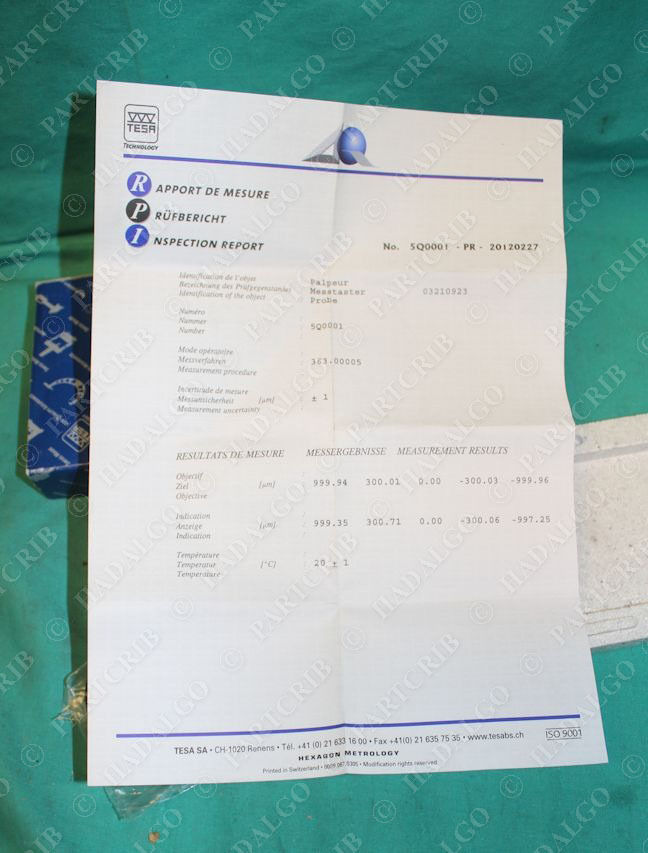 TESA
TECHNOLOGY
RAPPORT DE MESURE
PRÜFBERICHT
INSPECTION REPORT
No. 5Q0001 - PR - 20120227
Identification de l'objet
Bezeichnung des Prüfgegenstandes
Identification of the object
: Palpeur
Messtaster 03210923
Probe
Numéro
Nummer
Number
: 5Q0001
Mode opératoire
Messverfahren
Measurement procedure
: 363.00005
Incertitude de mesure
Messunsicherheit [µm]
Measurement uncertainty
: ± 1
RESULTATS DE MESURE MESSERGEBNISSE MEASUREMENT RESULTS
Objectif
Ziel [µm] 999.94 300.01 0.00 -300.03 -999.96
Objective
Indication
Anzeige [µm] 999.35 300.71 0.00 -300.06 -997.25
Indication
Température
Temperatur [°C] : 20 ± 1
Temperature
TESA SA • CH-1020 Renens • Tél. +41 (0) 21 633 16 00 • Fax +41(0) 21 635 75 35 • www.tesabs.ch
ISO 9001
HEXAGON METROLOGY
Printed in Switzerland • Modification rights reserved.
© PARTCRIB
© HADALGO